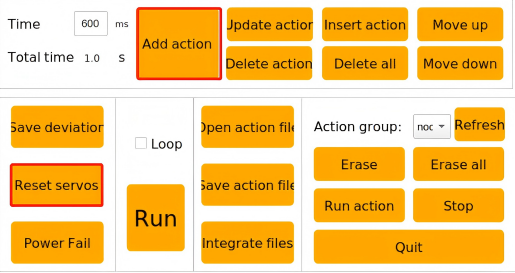 Time 600 ms Add action Update action Insert action Move up
Total time 1.0 s Delete action Delete all Move down
Save deviation Loop Open action file Action group: noc Refresh
Reset servos Run Save action file Erase Erase all
Run action Stop
Power Fail Integrate files Quit